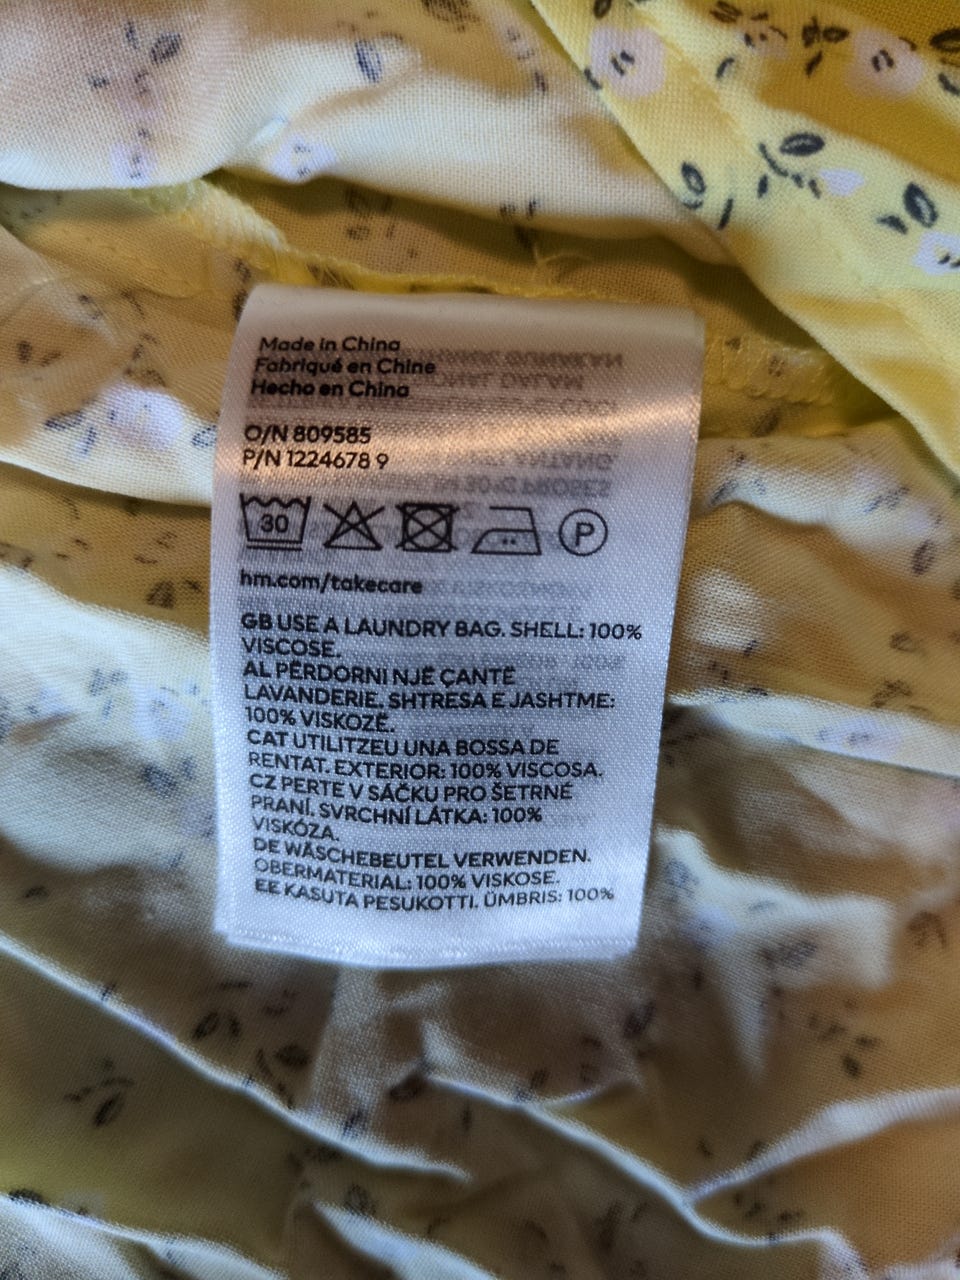 Made in China
Fabriqué en Chine
Hecho en China
O/N 809585
P/N 1224678 9
30
P
hm.com/takecare
GB USE A LAUNDRY BAG. SHELL: 100%
VISCOSE.
AL PËRDORNI NJË ÇANTË
LAVANDERIE. SHTRESA E JASHTME:
100% VISKOZË.
CAT UTILITZEU UNA BOSSA DE
RENTAT. EXTERIOR: 100% VISCOSA.
CZ PERTE V SÁČKU PRO ŠETRNÉ
PRANÍ. SVRCHNÍ LÁTKA: 100%
VISKÓZA.
DE WÄSCHEBEUTEL VERWENDEN.
OBERMATERIAL: 100% VISKOSE.
EE KASUTA PESUKOTTI. ÜMBRIS: 100%